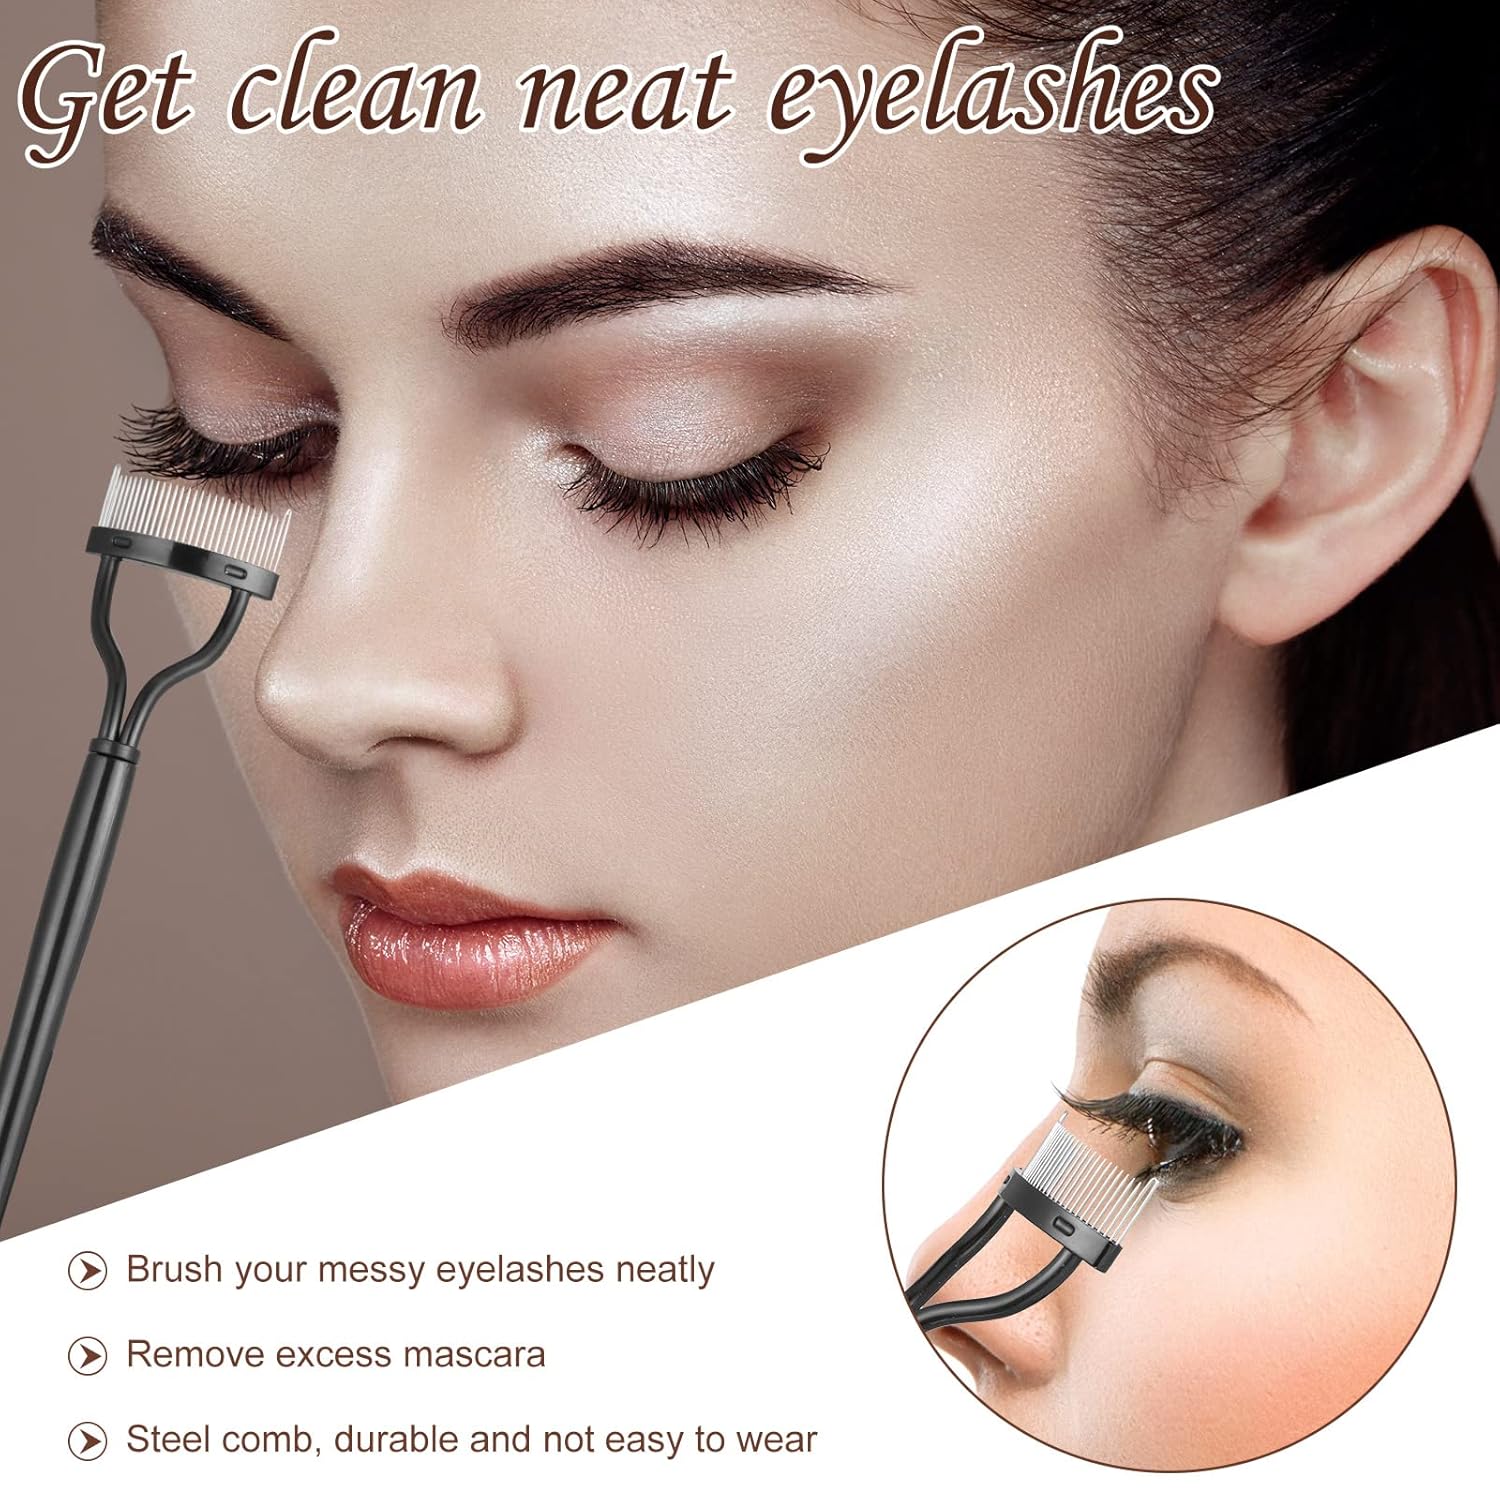 Get clean neat eyelashes
Brush your messy eyelashes neatly
Remove excess mascara
Steel comb, durable and not easy to wear